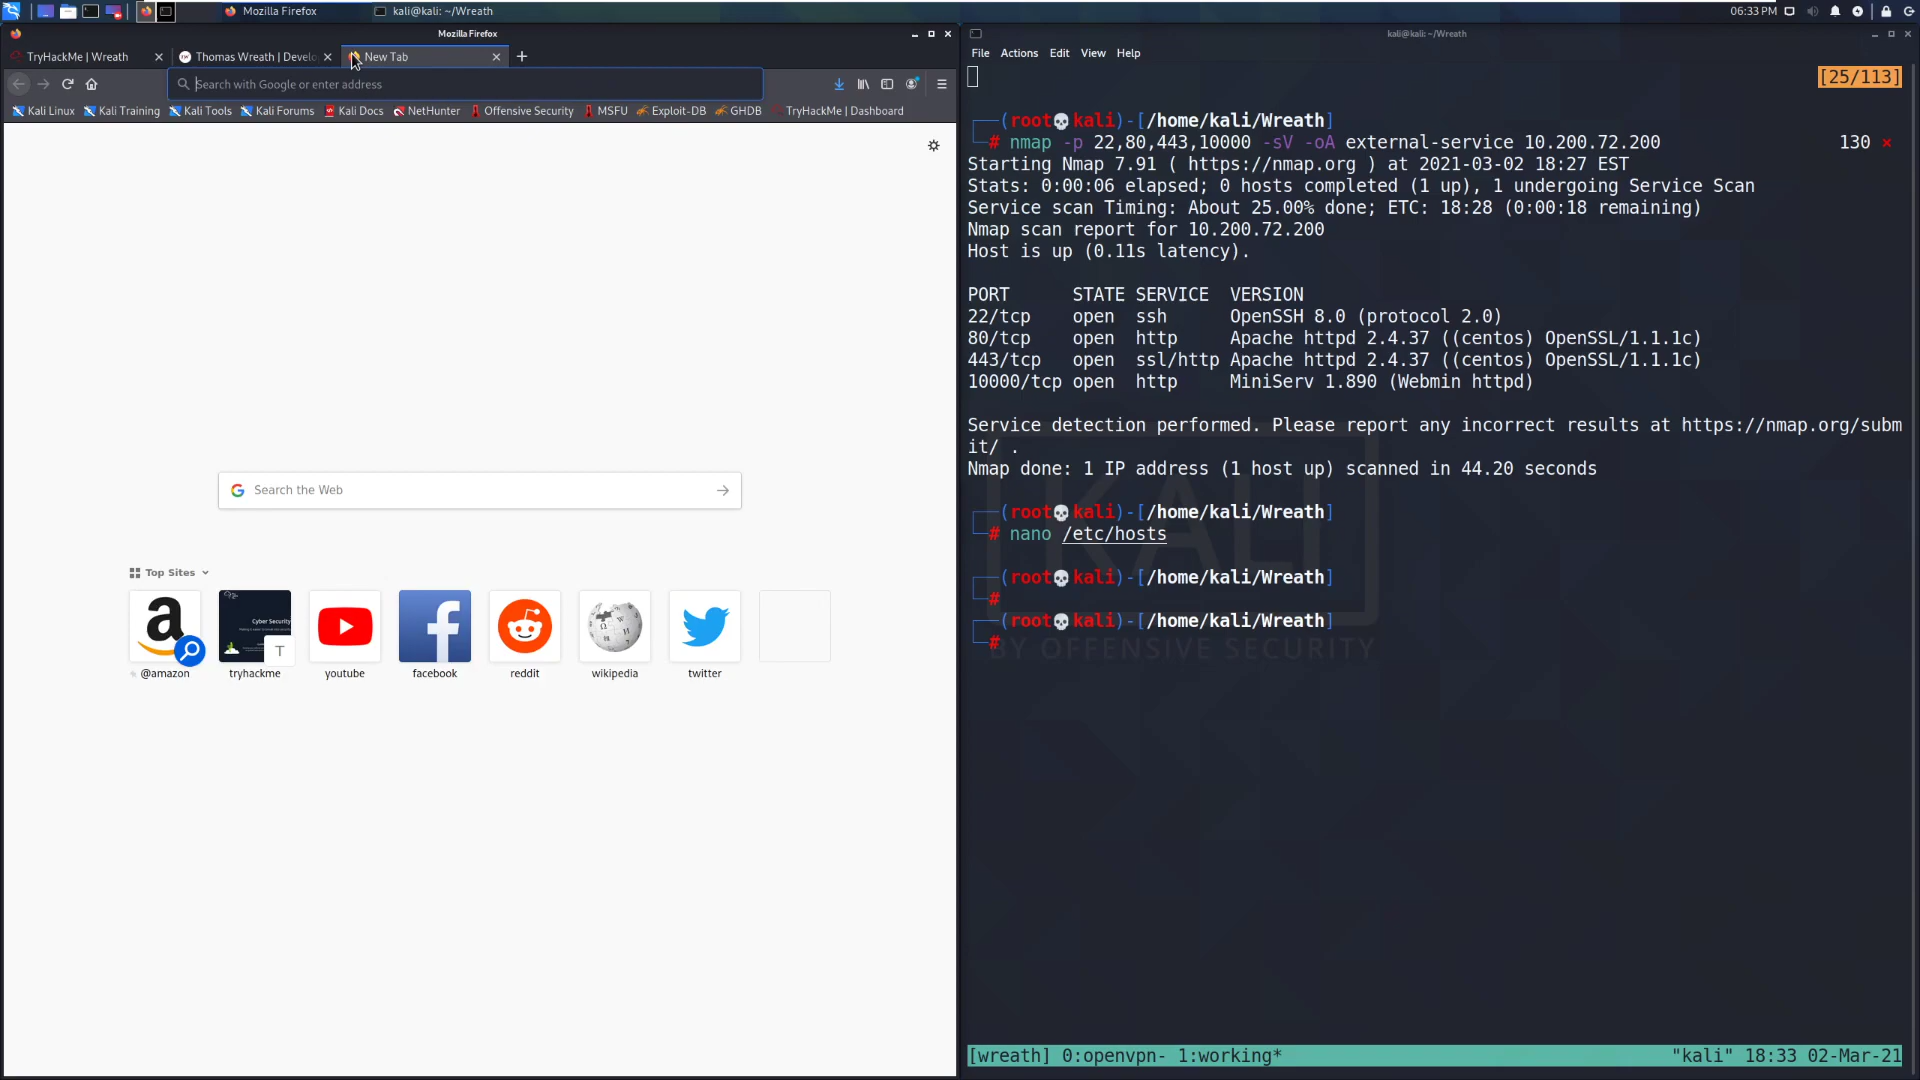 Mozilla Firefox
kali@kali: ~/Wreath
06:33 PM
Mozilla Firefox
TryHackMe | Wreath
Thomas Wreath | Develo
New Tab
Search with Google or enter address
Kali Linux
Kali Training
Kali Tools
Kali Forums
Kali Docs
NetHunter
Offensive Security
MSFU
Exploit-DB
GHDB
TryHackMe | Dashboard
Search the Web
Top Sites
Cyber Security
T
@amazon
tryhackme
youtube
facebook
reddit
wikipedia
twitter
kali@kali:~/Wreath
File Actions Edit View Help
[25/113]
(root💀kali)-[/home/kali/Wreath]
# nmap -p 22,80,443,10000 -sV -oA external-service 10.200.72.200 130 ⨯
Starting Nmap 7.91 ( https://nmap.org ) at 2021-03-02 18:27 EST
Stats: 0:00:06 elapsed; 0 hosts completed (1 up), 1 undergoing Service Scan
Service scan Timing: About 25.00% done; ETC: 18:28 (0:00:18 remaining)
Nmap scan report for 10.200.72.200
Host is up (0.11s latency).
PORT STATE SERVICE VERSION
22/tcp open ssh OpenSSH 8.0 (protocol 2.0)
80/tcp open http Apache httpd 2.4.37 ((centos) OpenSSL/1.1.1c)
443/tcp open ssl/http Apache httpd 2.4.37 ((centos) OpenSSL/1.1.1c)
10000/tcp open http MiniServ 1.890 (Webmin httpd)
Service detection performed. Please report any incorrect results at https://nmap.org/subm
it/ .
Nmap done: 1 IP address (1 host up) scanned in 44.20 seconds
(root💀kali)-[/home/kali/Wreath]
# nano /etc/hosts
(root💀kali)-[/home/kali/Wreath]
#
(root💀kali)-[/home/kali/Wreath]
#
KALI
BY OFFENSIVE SECURITY
[wreath] 0:openvpn- 1:working* "kali" 18:33 02-Mar-21